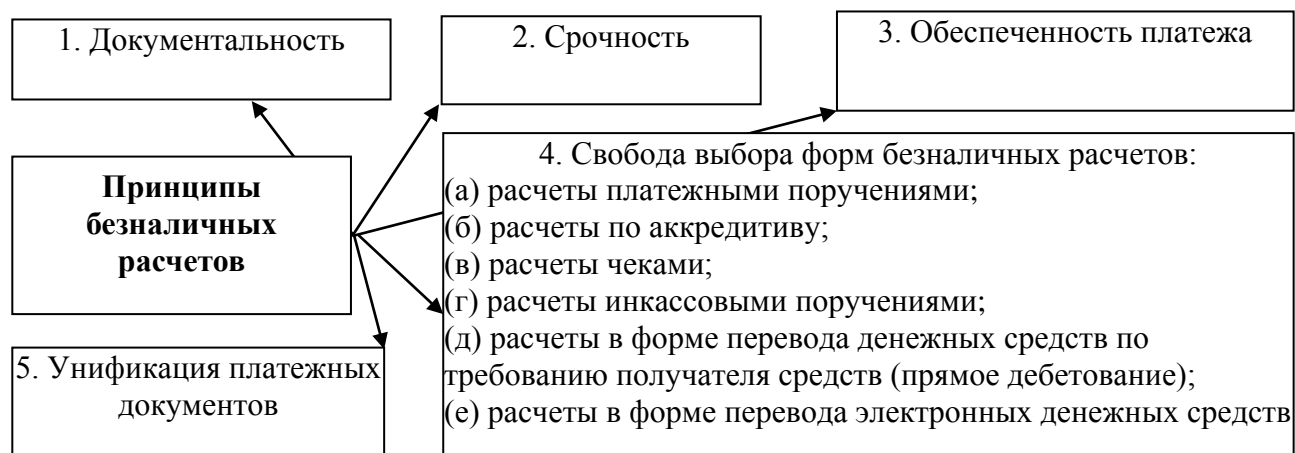 1. Документальность
2. Срочность
3. Обеспеченность платежа
Принципы
безналичных
расчетов
4. Свобода выбора форм безналичных расчетов:
(а) расчеты платежными поручениями;
(б) расчеты по аккредитиву;
(в) расчеты чеками;
(г) расчеты инкассовыми поручениями;
(д) расчеты в форме перевода денежных средств по
требованию получателя средств (прямое дебетование);
(е) расчеты в форме перевода электронных денежных средств
5. Унификация платежных
документов